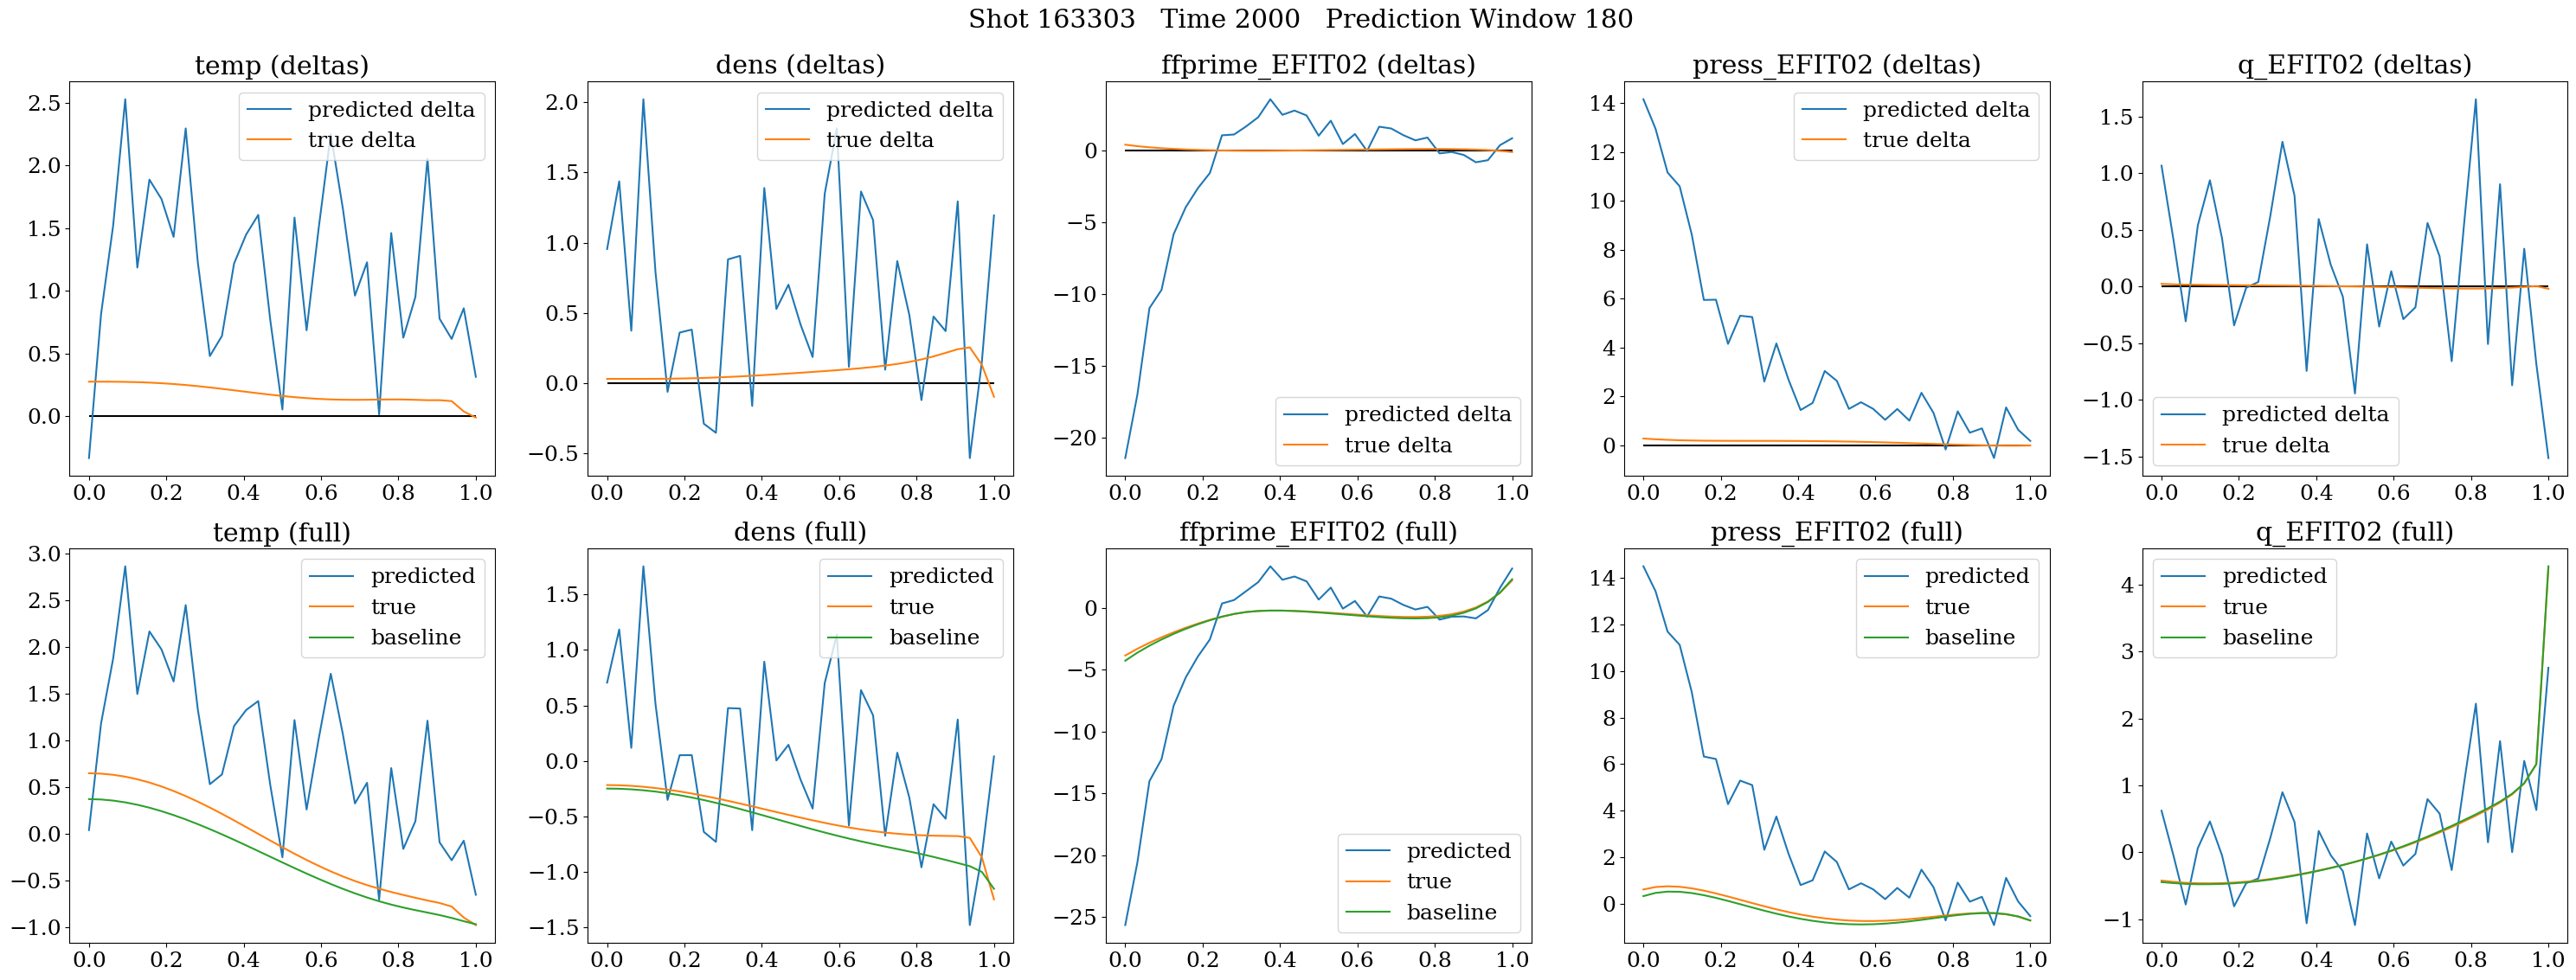 Shot 163303   Time 2000   Prediction Window 180
temp (deltas)
predicted delta
true delta
2.5
2.0
1.5
1.0
0.5
0.0
0.0 0.2 0.4 0.6 0.8 1.0
dens (deltas)
predicted delta
true delta
2.0
1.5
1.0
0.5
0.0
−0.5
0.0 0.2 0.4 0.6 0.8 1.0
ffprime_EFIT02 (deltas)
0
−5
−10
−15
−20
predicted delta
true delta
0.0 0.2 0.4 0.6 0.8 1.0
press_EFIT02 (deltas)
predicted delta
true delta
14
12
10
8
6
4
2
0
0.0 0.2 0.4 0.6 0.8 1.0
q_EFIT02 (deltas)
1.5
1.0
0.5
0.0
−0.5
−1.0
−1.5
predicted delta
true delta
0.0 0.2 0.4 0.6 0.8 1.0
temp (full)
predicted
true
baseline
3.0
2.5
2.0
1.5
1.0
0.5
0.0
−0.5
−1.0
0.0 0.2 0.4 0.6 0.8 1.0
dens (full)
predicted
true
baseline
1.5
1.0
0.5
0.0
−0.5
−1.0
−1.5
0.0 0.2 0.4 0.6 0.8 1.0
ffprime_EFIT02 (full)
0
−5
−10
−15
−20
−25
predicted
true
baseline
0.0 0.2 0.4 0.6 0.8 1.0
press_EFIT02 (full)
predicted
true
baseline
14
12
10
8
6
4
2
0
0.0 0.2 0.4 0.6 0.8 1.0
q_EFIT02 (full)
predicted
true
baseline
4
3
2
1
0
−1
0.0 0.2 0.4 0.6 0.8 1.0